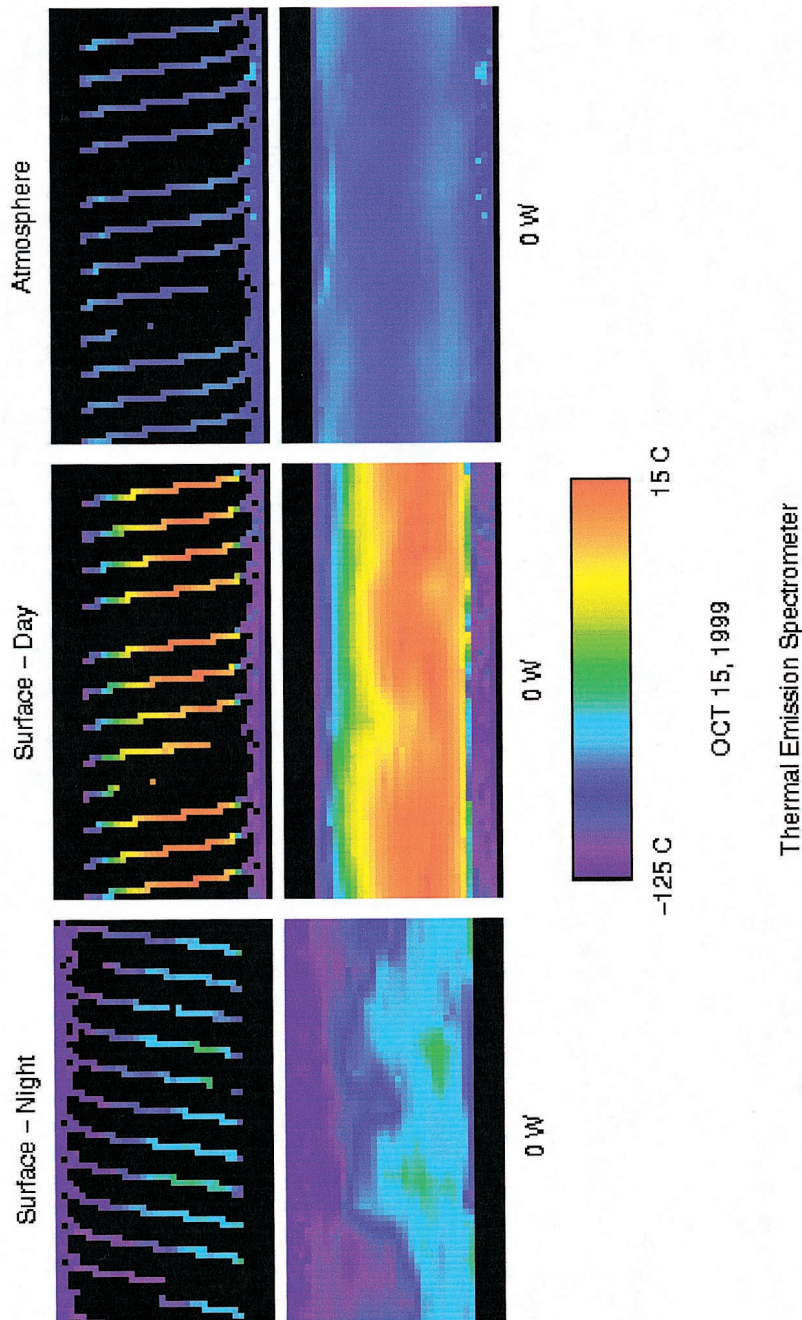 Surface – Night
Surface – Day
Atmosphere
0 W
0 W
0 W
–125 C
15 C
OCT 15, 1999
Thermal Emission Spectrometer